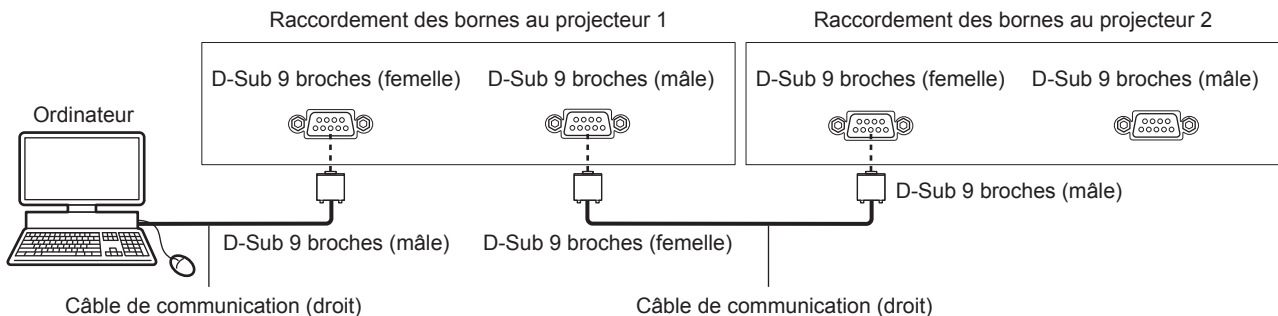 Raccordement des bornes au projecteur 1
Raccordement des bornes au projecteur 2
D-Sub 9 broches (femelle)
D-Sub 9 broches (mâle)
D-Sub 9 broches (femelle)
D-Sub 9 broches (mâle)
Ordinateur
D-Sub 9 broches (mâle)
D-Sub 9 broches (mâle)
D-Sub 9 broches (femelle)
Câble de communication (droit)
Câble de communication (droit)